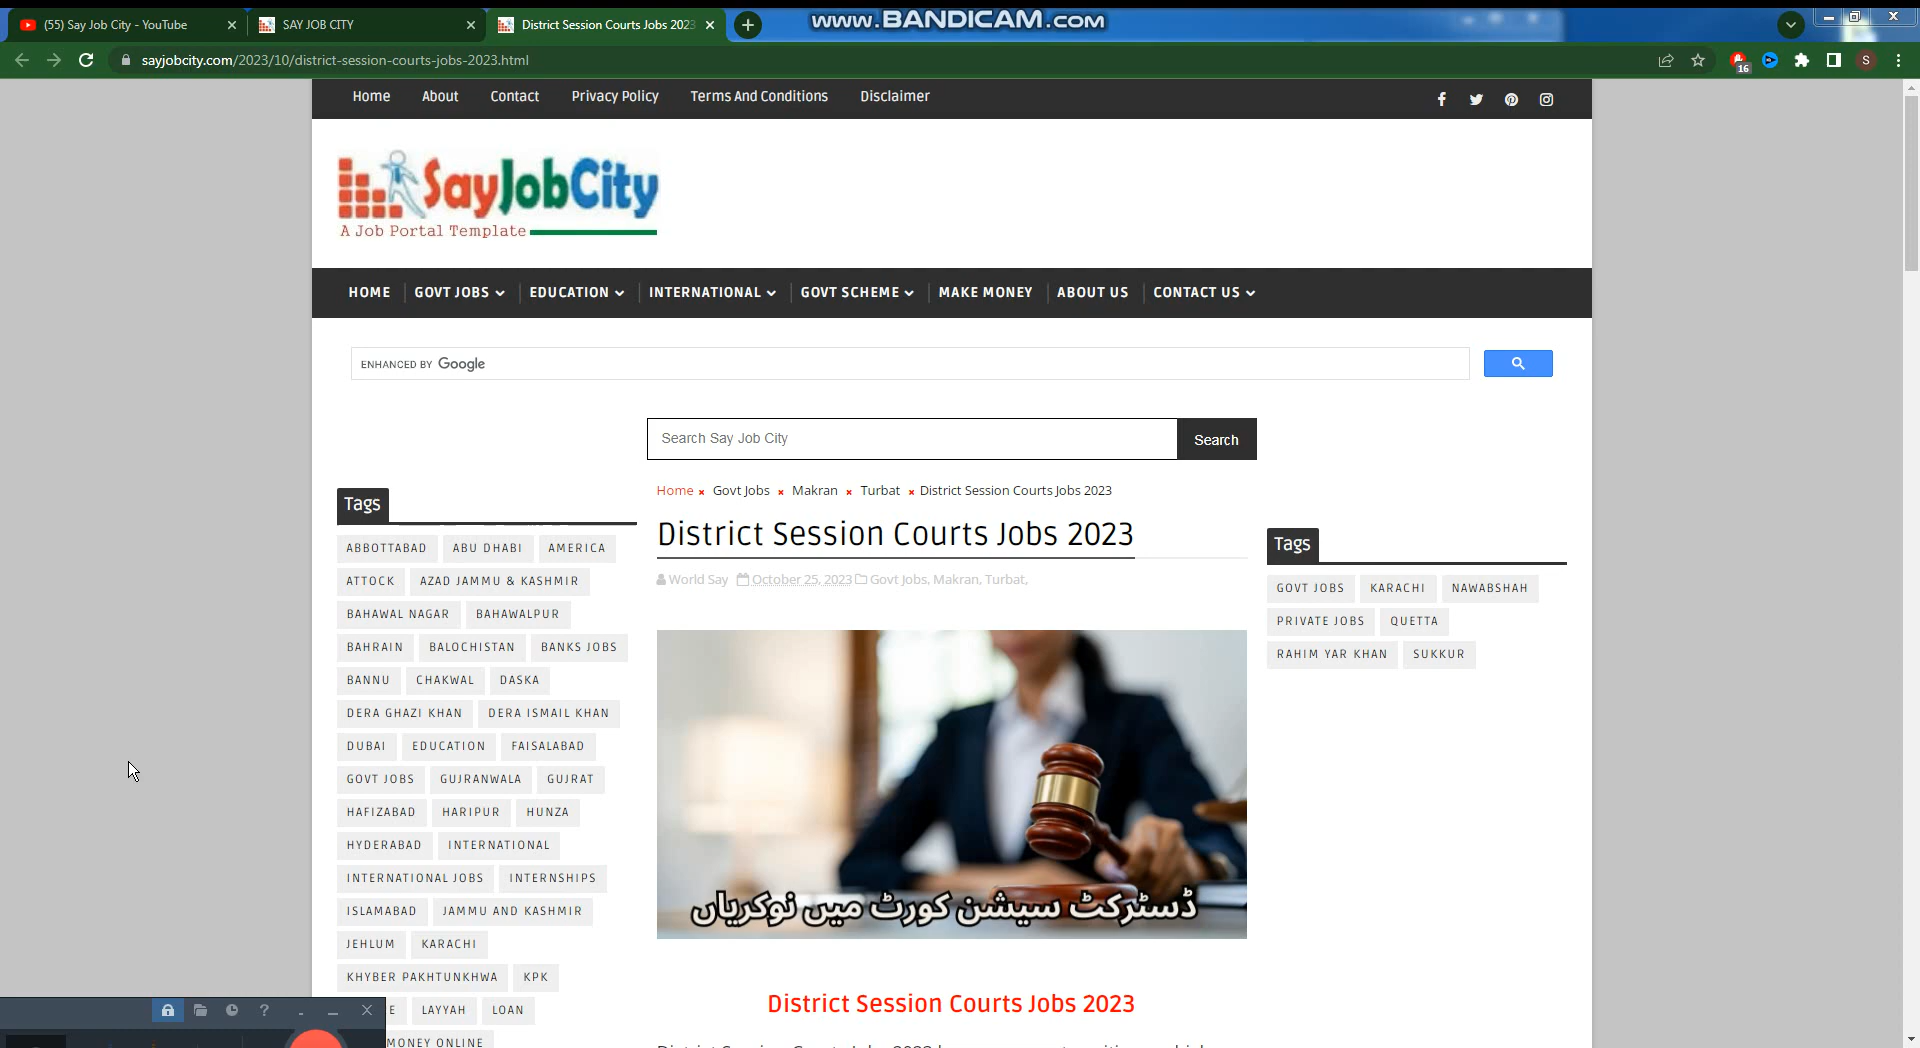 (55) Say Job City - YouTube
SAY JOB CITY
District Session Courts Jobs 2023
www.BANDICAM.com
sayjobcity.com/2023/10/district-session-courts-jobs-2023.html
16
S
Home About Contact Privacy Policy Terms And Conditions Disclaimer
SayJobCity
A Job Portal Template
HOME GOVT JOBS EDUCATION INTERNATIONAL GOVT SCHEME MAKE MONEY ABOUT US CONTACT US
ENHANCED BY Google
Search Say Job City
Search
Tags
ABBOTTABAD ABU DHABI AMERICA
ATTOCK AZAD JAMMU & KASHMIR
BAHAWAL NAGAR BAHAWALPUR
BAHRAIN BALOCHISTAN BANKS JOBS
BANNU CHAKWAL DASKA
DERA GHAZI KHAN DERA ISMAIL KHAN
DUBAI EDUCATION FAISALABAD
GOVT JOBS GUJRANWALA GUJRAT
HAFIZABAD HARIPUR HUNZA
HYDERABAD INTERNATIONAL
INTERNATIONAL JOBS INTERNSHIPS
ISLAMABAD JAMMU AND KASHMIR
JEHLUM KARACHI
KHYBER PAKHTUNKHWA KPK
E LAYYAH LOAN
MONEY ONLINE
Home × Govt Jobs × Makran × Turbat × District Session Courts Jobs 2023
District Session Courts Jobs 2023
World Say October 25, 2023 Govt Jobs, Makran, Turbat,
ڈسٹرکٹ سیشن کورٹ میں نوکریاں
District Session Courts Jobs 2023
Tags
GOVT JOBS KARACHI NAWABSHAH
PRIVATE JOBS QUETTA
RAHIM YAR KHAN SUKKUR